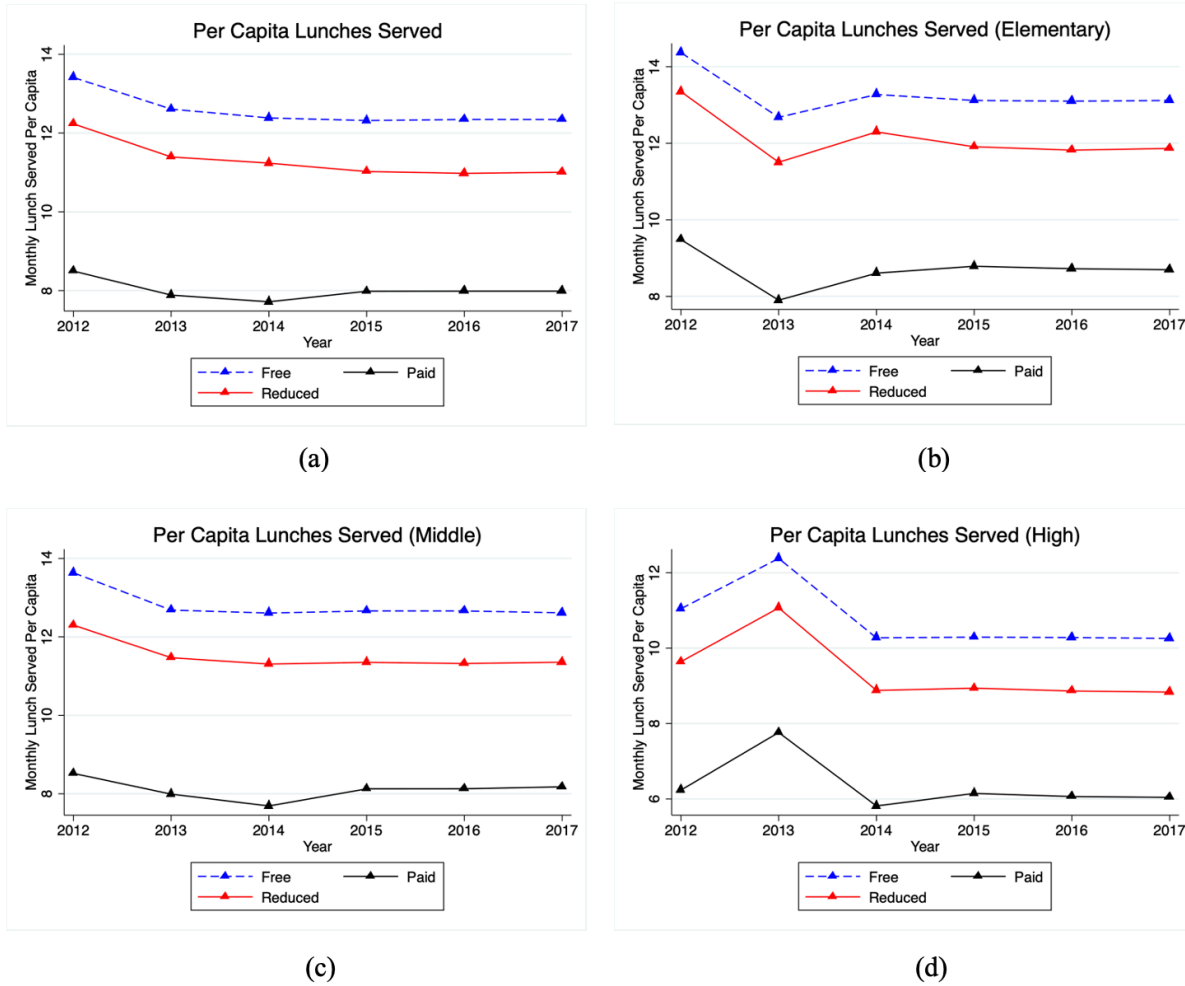 Per Capita Lunches Served
Monthly Lunch Served Per Capita
14
12
10
8
2012 2013 2014 2015 2016 2017
Year
Free Paid
Reduced
(a)
Per Capita Lunches Served (Elementary)
Monthly Lunch Served Per Capita
14
12
10
8
2012 2013 2014 2015 2016 2017
Year
Free Paid
Reduced
(b)
Per Capita Lunches Served (Middle)
Monthly Lunch Served Per Capita
14
12
10
8
2012 2013 2014 2015 2016 2017
Year
Free Paid
Reduced
(c)
Per Capita Lunches Served (High)
Monthly Lunch Served Per Capita
12
10
8
6
2012 2013 2014 2015 2016 2017
Year
Free Paid
Reduced
(d)